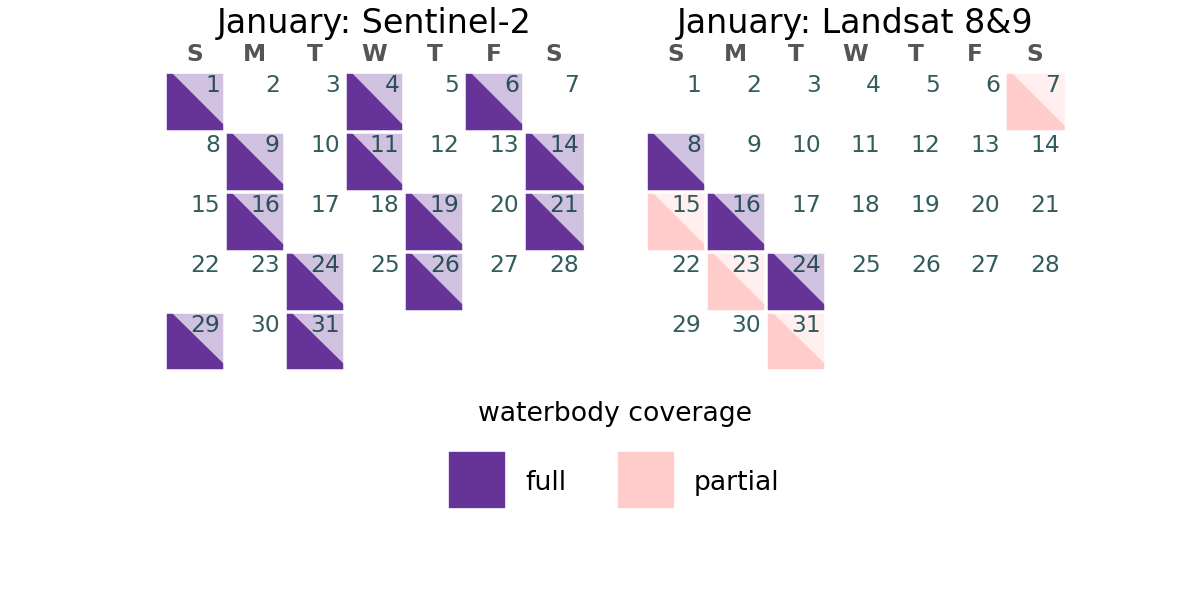 January: Sentinel-2
S M T W T F S
1 2 3 4 5 6 7
8 9 10 11 12 13 14
15 16 17 18 19 20 21
22 23 24 25 26 27 28
29 30 31
January: Landsat 8&9
S M T W T F S
1 2 3 4 5 6 7
8 9 10 11 12 13 14
15 16 17 18 19 20 21
22 23 24 25 26 27 28
29 30 31
waterbody coverage
full
partial